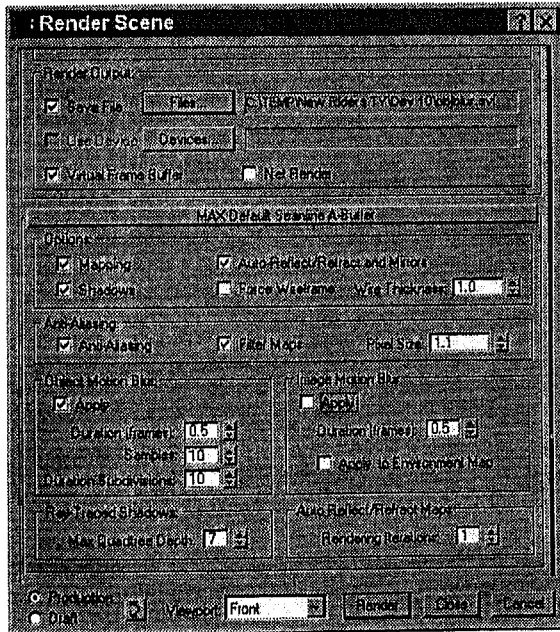 : Render Scene
Render Output:
Save File Files...
Use Device Devices...
Virtual Frame Buffer Net Render
MAX Default Scanline A-Buffer
Options:
Mapping Auto-Reflect/Refract and Mirrors
Shadows Force Wireframe Wire Thickness: 1.0
Anti-Aliasing
Anti-Aliasing Filter Maps Pixel Size: 1.1
Object Motion Blur: Image Motion Blur
Apply Apply
Duration (frames): 0.5 Duration (frames): 0.5
Samples: 10
Apply to Environment Map
Duration Subdivisions: 10
Ray-Traced Shadows: Auto Reflect/Refract Maps
Max Quadtree Depth: 7 Rendering Iterations: 1
Production
Draft
Viewport: Front Render Close Cancel